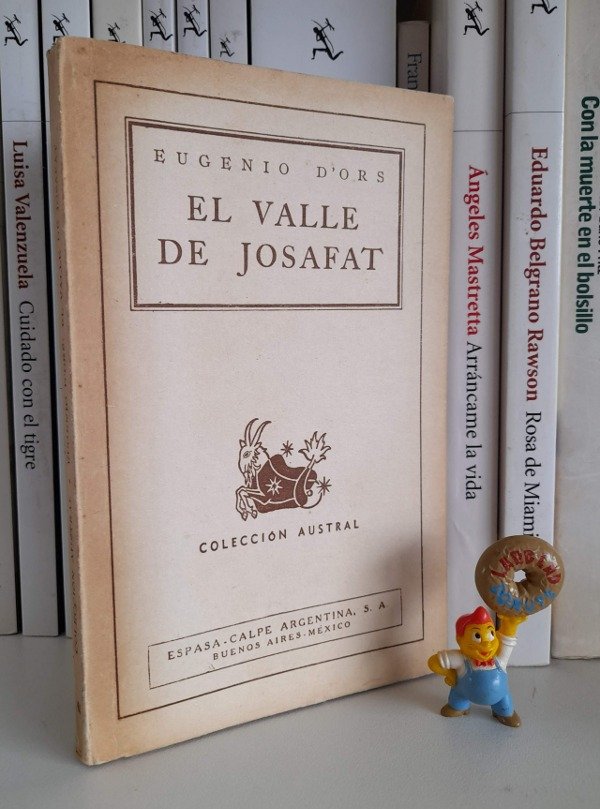 EUGENIO D'ORS
EL VALLE
DE JOSAFAT
COLECCIÓN AUSTRAL
ESPASA-CALPE ARGENTINA, S. A.
BUENOS AIRES-MÉXICO
Luisa Valenzuela Cuidado con el tigre
Fran
Ángeles Mastretta Arráncame la vida
Eduardo Belgrano Rawson Rosa de Miami
Con la muerte en el bolsillo